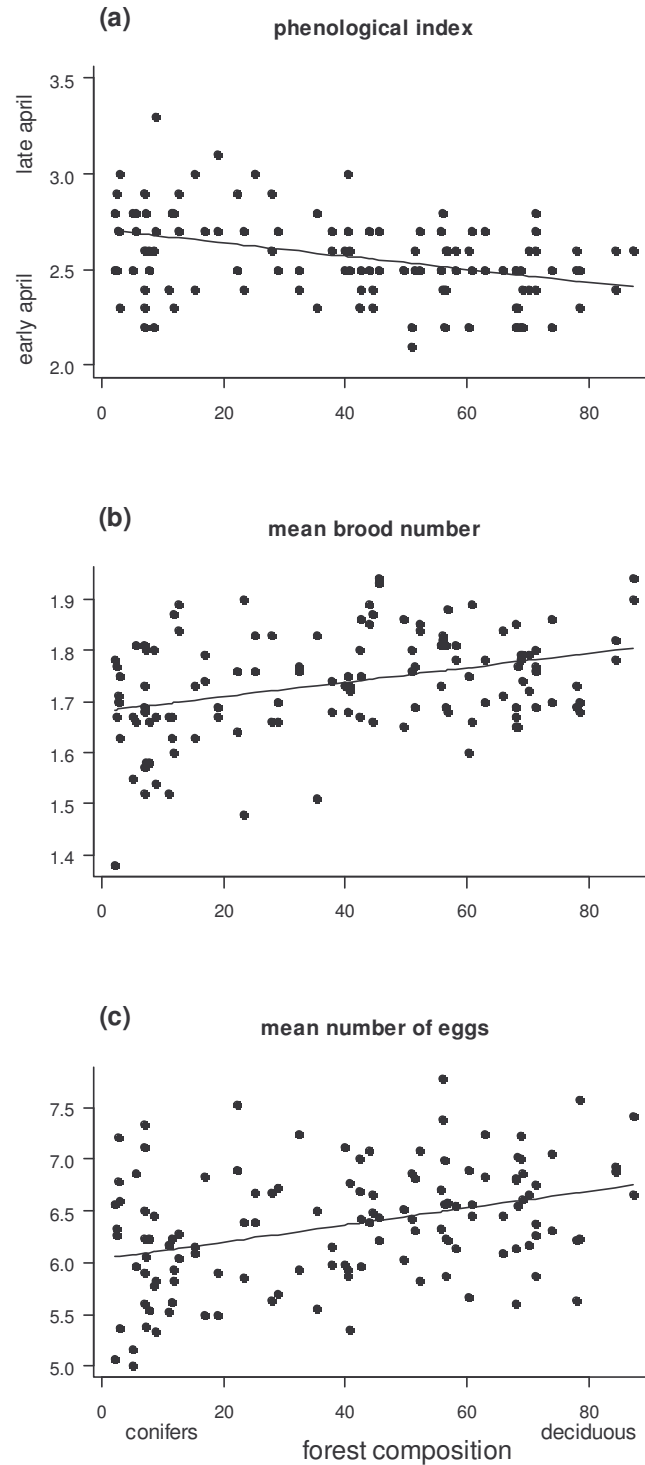 (a)
phenological index
late april
early april
3.5
3.0
2.5
2.0
0 20 40 60 80
(b)
mean brood number
1.9
1.8
1.7
1.6
1.5
1.4
0 20 40 60 80
(c)
mean number of eggs
7.5
7.0
6.5
6.0
5.5
5.0
0 20 40 60 80
conifers deciduous
forest composition